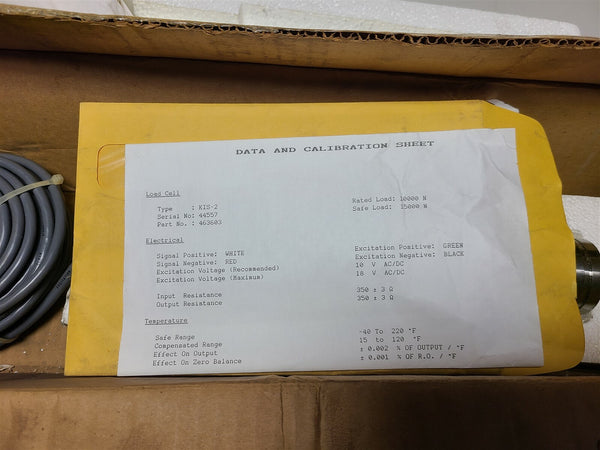 DATA AND CALIBRATION SHEET
Load Cell
Type : KIS-2 Rated Load: 10000 N
Serial No: 44557 Safe Load: 15000 N
Part No. : 463603
Electrical
Signal Positive: WHITE Excitation Positive: GREEN
Signal Negative: RED Excitation Negative: BLACK
Excitation Voltage (Recommended) 10 V AC/DC
Excitation Voltage (Maximum) 18 V AC/DC
Input Resistance 350 ± 3 Ω
Output Resistance 350 ± 3 Ω
Temperature
Safe Range -40 To 220 °F
Compensated Range 15 to 120 °F
Effect On Output ± 0.002 % OF OUTPUT / °F
Effect On Zero Balance ± 0.001 % OF R.O. / °F